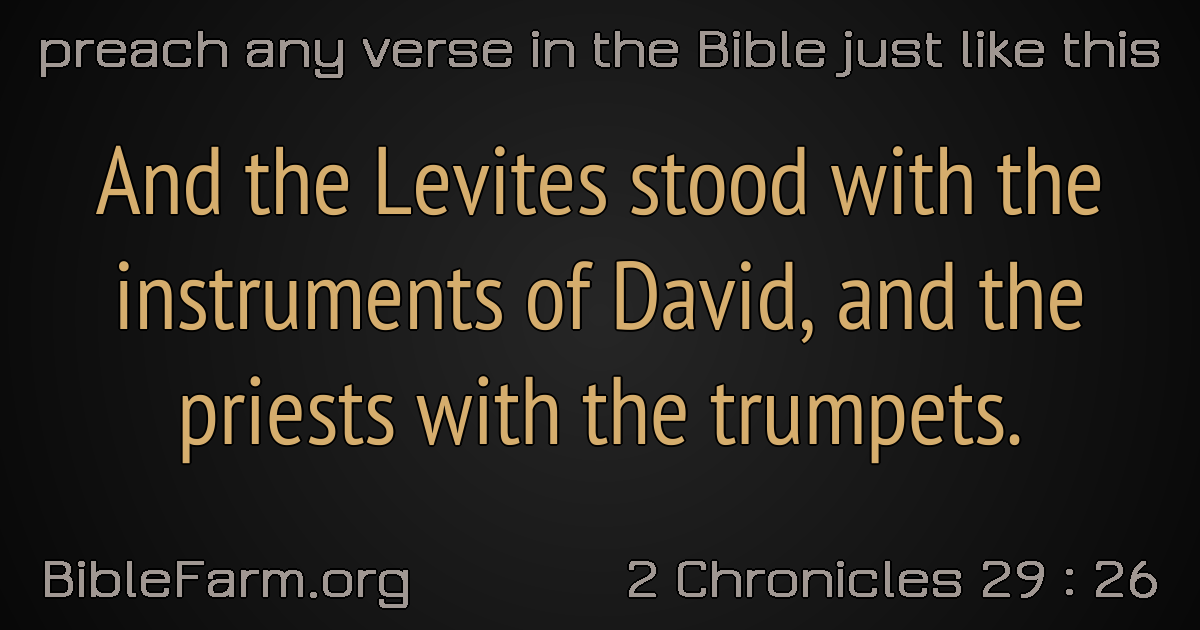 preach any verse in the Bible just like this
And the Levites stood with the
instruments of David, and the
priests with the trumpets.
BibleFarm.org
2 Chronicles 29 : 26